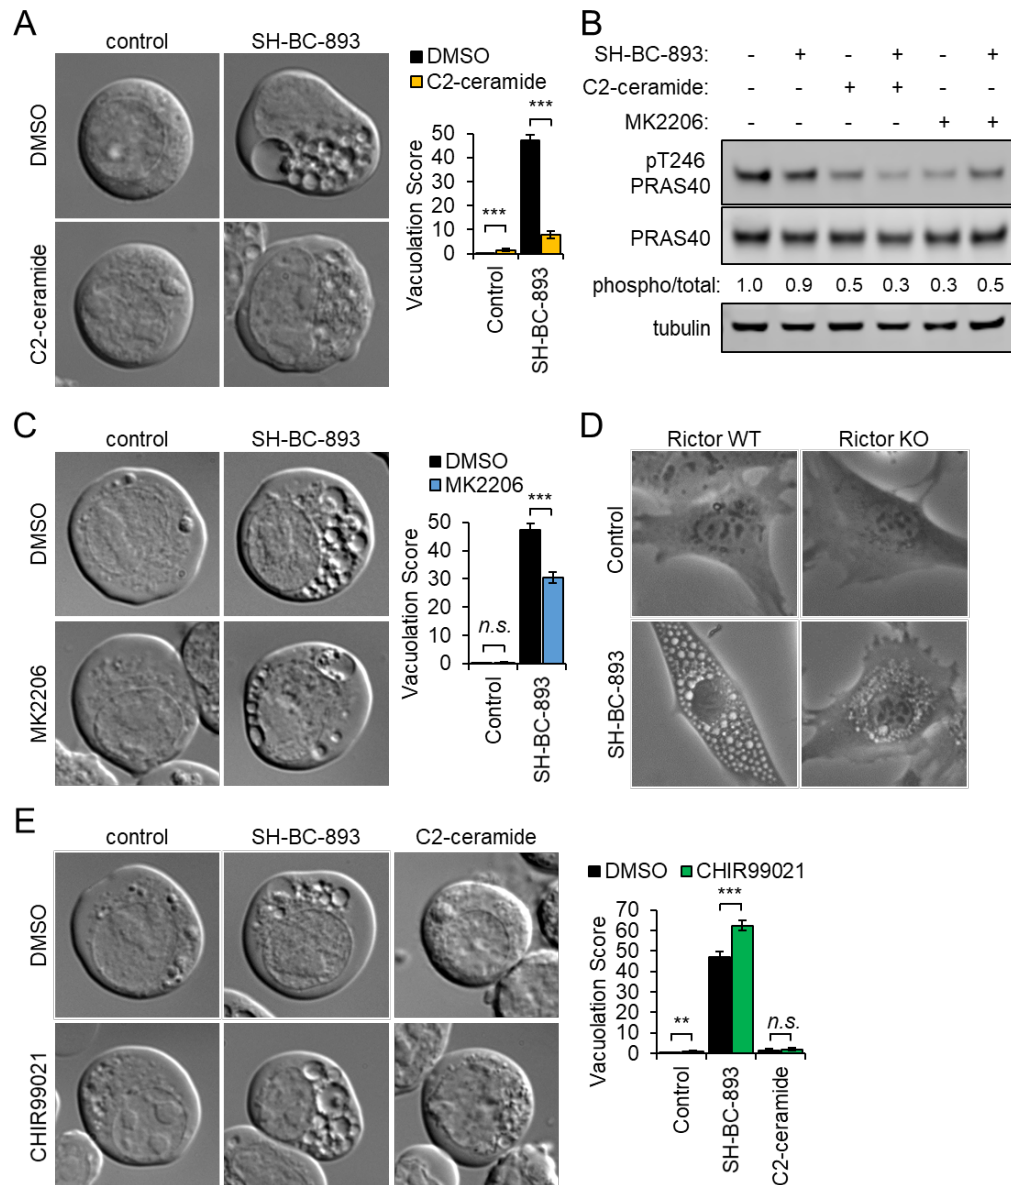 A
control
SH-BC-893
DMSO
C2-ceramide
DMSO
C2-ceramide
Vacuolation Score
50
40
30
20
10
0
***
***
Control
SH-BC-893
B
SH-BC-893: - + - + - +
C2-ceramide: - - + + - -
MK2206: - - - - + +
pT246
PRAS40
PRAS40
phospho/total: 1.0 0.9 0.5 0.3 0.3 0.5
tubulin
C
control
SH-BC-893
DMSO
MK2206
DMSO
MK2206
Vacuolation Score
50
40
30
20
10
0
n.s.
***
Control
SH-BC-893
D
Rictor WT
Rictor KO
Control
SH-BC-893
E
control
SH-BC-893
C2-ceramide
DMSO
CHIR99021
DMSO
CHIR99021
Vacuolation Score
70
60
50
40
30
20
10
0
**
***
n.s.
Control
SH-BC-893
C2-ceramide